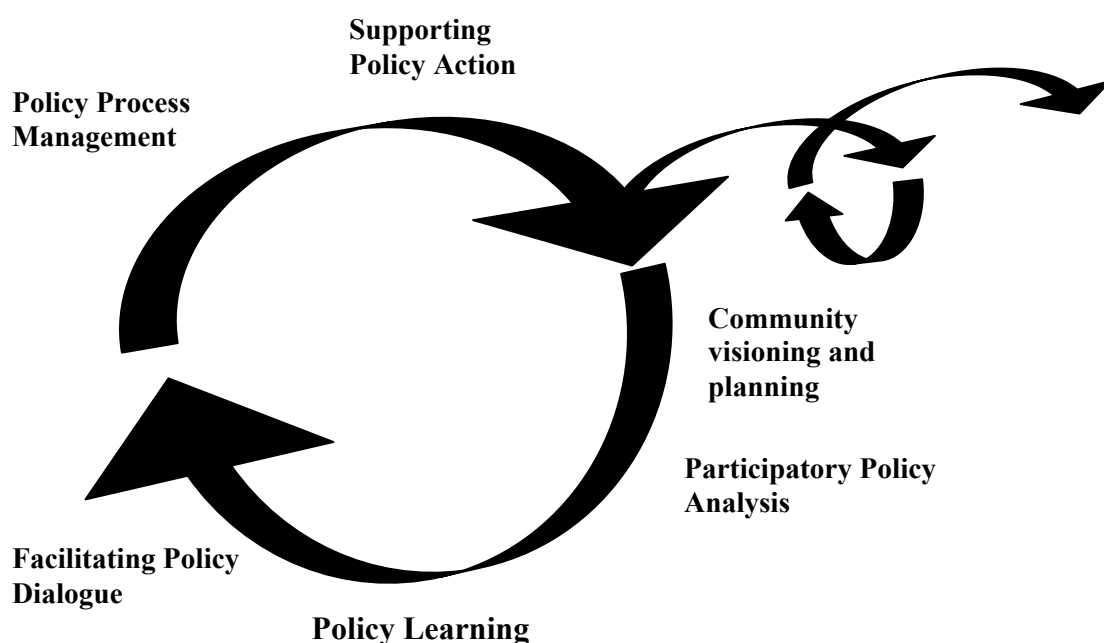 Supporting
Policy Action
Policy Process
Management
Community
visioning and
planning
Participatory Policy
Analysis
Facilitating Policy
Dialogue
Policy Learning